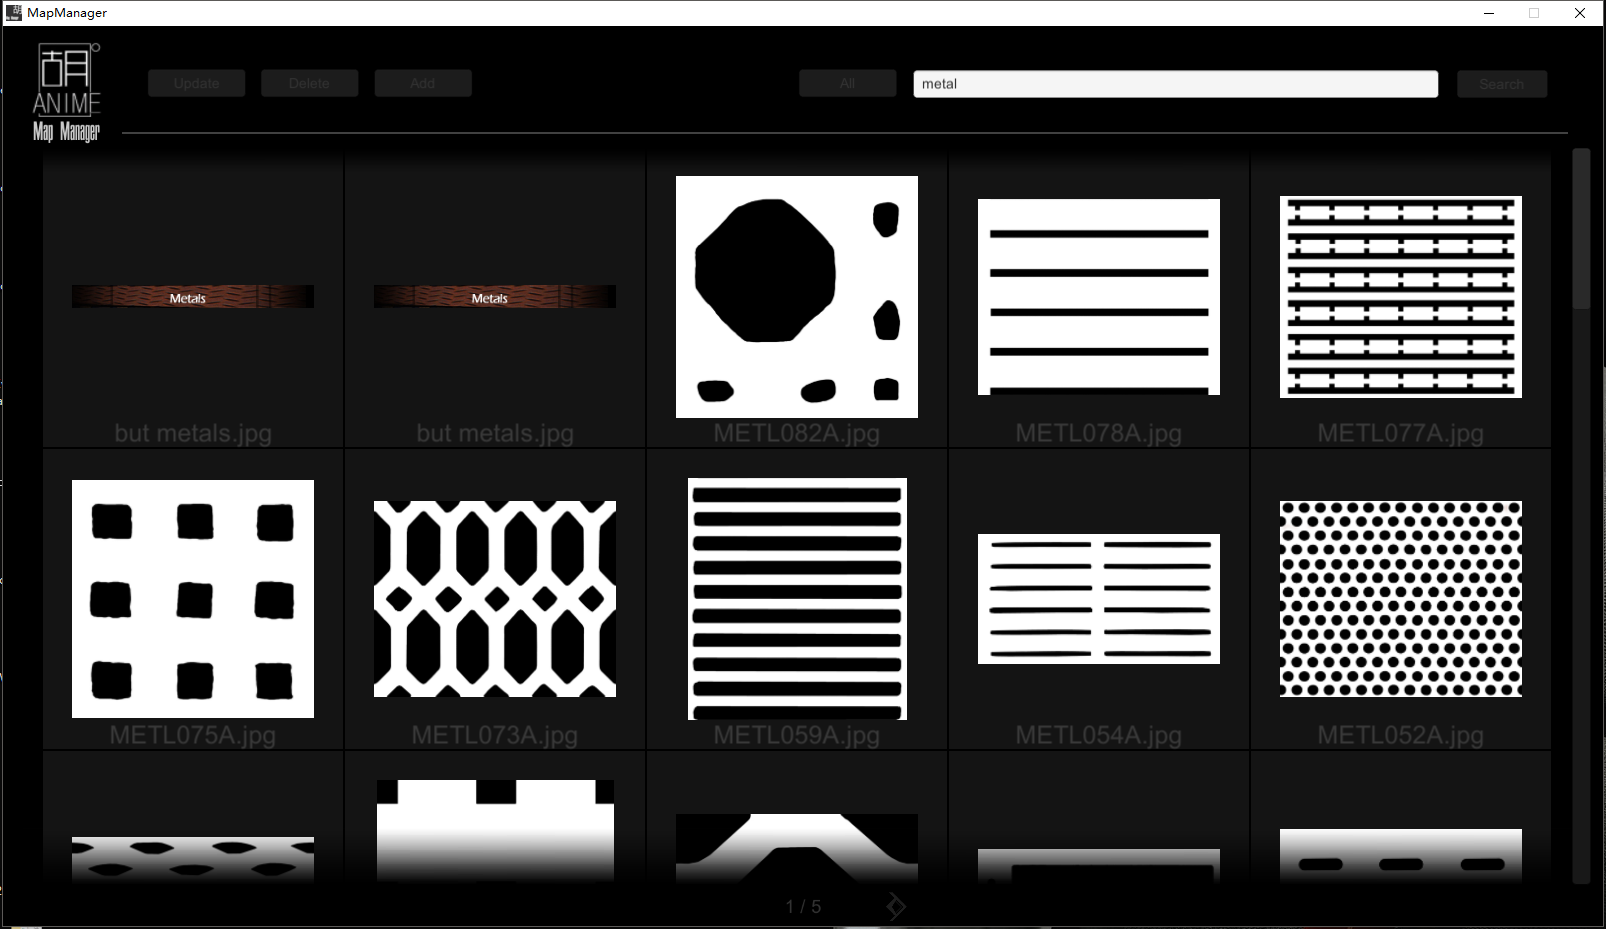 MapManager
胡
ANIME
Map Manager
Update
Delete
Add
All
metal
Search
Metals
Metals
but metals.jpg
but metals.jpg
METL082A.jpg
METL078A.jpg
METL077A.jpg
METL075A.jpg
METL073A.jpg
METL059A.jpg
METL054A.jpg
METL052A.jpg
1 / 5